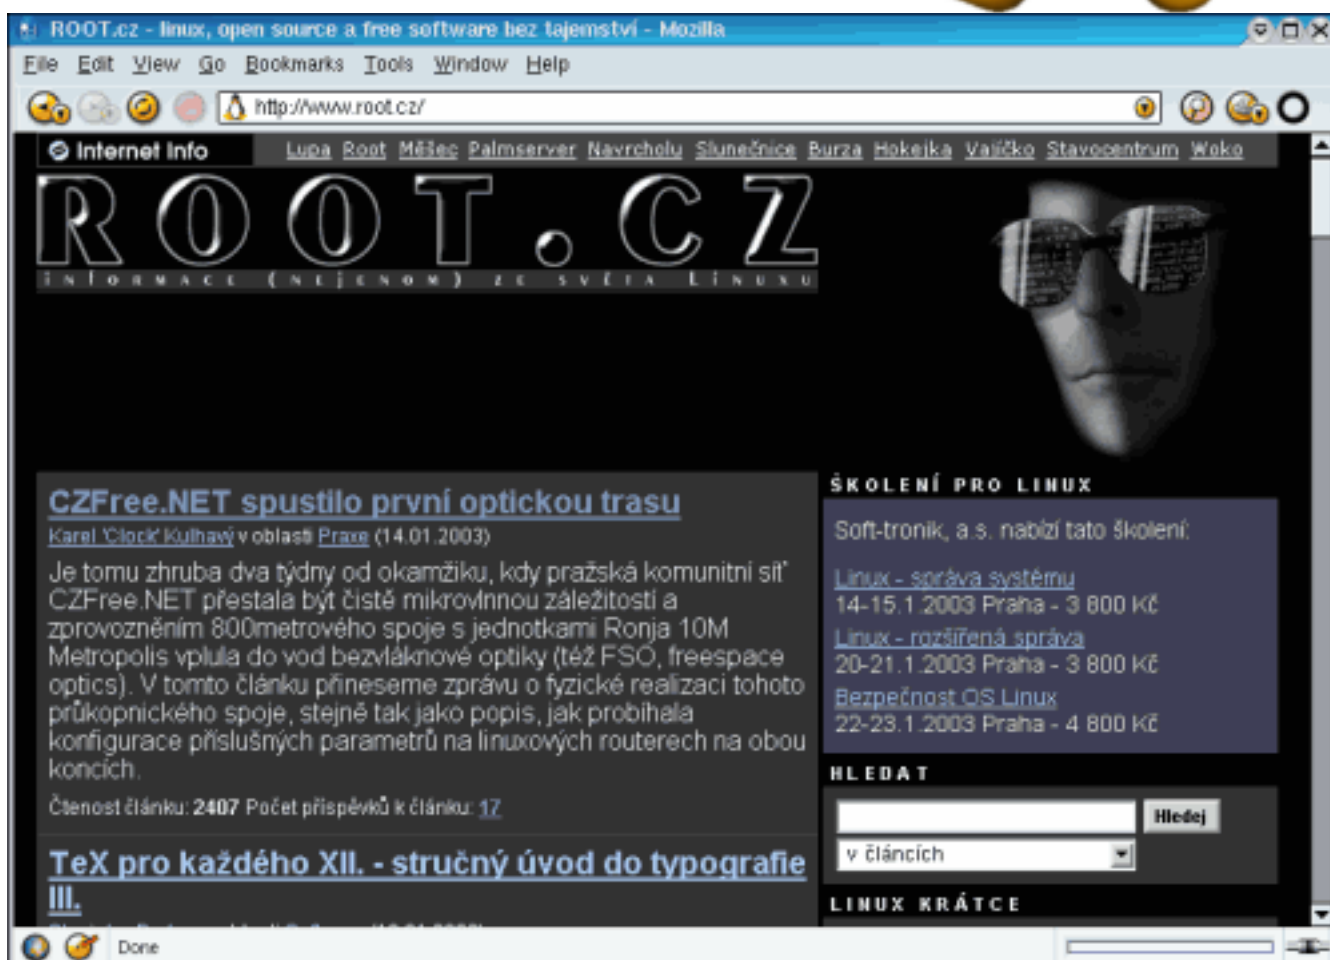 ROOT.cz - linux, open source a free software bez tajemství - Mozilla
File Edit View Go Bookmarks Tools Window Help
http://www.root.cz/
Internet Info Lupa Root Měšec Palmserver Navrcholu Slunečnice Burza Hokejka Valíčko Stavocentrum Woko
ROOT.CZ
informace (nejenom) ze světa Linuxu
CZFree.NET spustilo první optickou trasu
Karel 'Clock' Kulhavý v oblasti Praxe (14.01.2003)
Je tomu zhruba dva týdny od okamžiku, kdy pražská komunitní síť
CZFree.NET přestala být čistě mikrovlnnou záležitostí a
zprovozněním 800metrového spoje s jednotkami Ronja 10M
Metropolis vplula do vod bezvláknové optiky (též FSO, freespace
optics). V tomto článku přineseme zprávu o fyzické realizaci tohoto
průkopnického spoje, stejně tak jako popis, jak probíhala
konfigurace příslušných parametrů na linuxových routerech na obou
koncích.
Čtenost článku: 2407 Počet příspěvků k článku: 17
TeX pro každého XII. - stručný úvod do typografie
III.
ŠKOLENÍ PRO LINUX
Soft-tronik, a.s. nabízí tato školení:
Linux - správa systému
14-15.1.2003 Praha - 3 800 Kč
Linux - rozšířená správa
20-21.1.2003 Praha - 3 800 Kč
Bezpečnost OS Linux
22-23.1.2003 Praha - 4 800 Kč
HLEDAT
Hledej
v článcích
LINUX KRÁTCE
Done